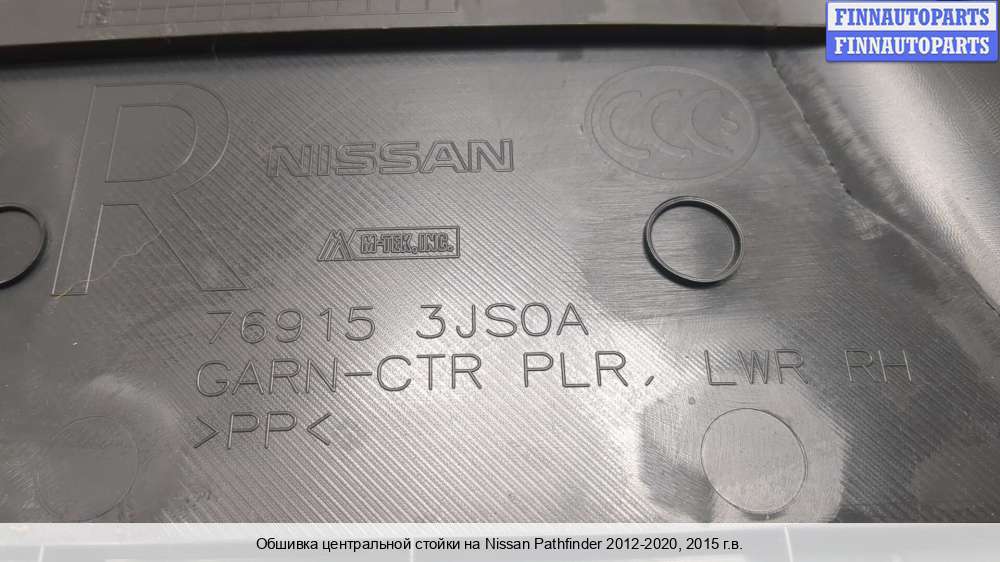 FINNAUTOPARTS
FINNAUTOPARTS
R
NISSAN
CCCS
M-TEK, INC.
76915 3JS0A
GARN-CTR PLR, LWR RH
>PP<
Обшивка центральной стойки на Nissan Pathfinder 2012-2020, 2015 г.в.